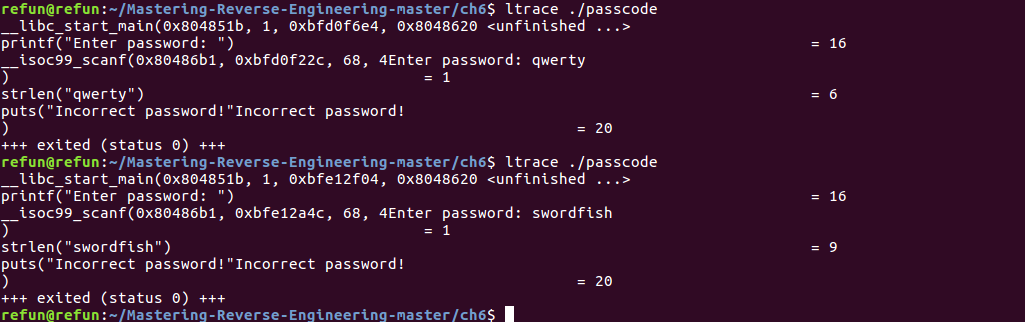 refun@refun:~/Mastering-Reverse-Engineering-master/ch6$ ltrace ./passcode
__libc_start_main(0x804851b, 1, 0xbfd0f6e4, 0x8048620 <unfinished ...>
printf("Enter password: ") = 16
__isoc99_scanf(0x80486b1, 0xbfd0f22c, 68, 4Enter password: qwerty
) = 1
strlen("qwerty") = 6
puts("Incorrect password!"Incorrect password!
) = 20
+++ exited (status 0) +++
refun@refun:~/Mastering-Reverse-Engineering-master/ch6$ ltrace ./passcode
__libc_start_main(0x804851b, 1, 0xbfe12f04, 0x8048620 <unfinished ...>
printf("Enter password: ") = 16
__isoc99_scanf(0x80486b1, 0xbfe12a4c, 68, 4Enter password: swordfish
) = 1
strlen("swordfish") = 9
puts("Incorrect password!"Incorrect password!
) = 20
+++ exited (status 0) +++
refun@refun:~/Mastering-Reverse-Engineering-master/ch6$